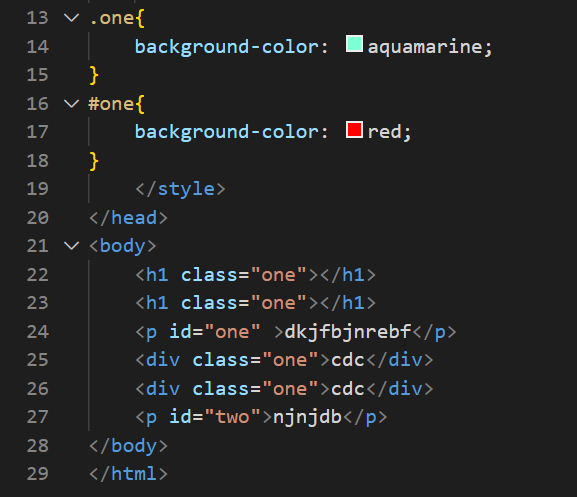 13 .one{
14 background-color: aquamarine;
15 }
16 #one{
17 background-color: red;
18 }
19 </style>
20 </head>
21 <body>
22 <h1 class="one"></h1>
23 <h1 class="one"></h1>
24 <p id="one" >dkjfbjnrebf</p>
25 <div class="one">cdc</div>
26 <div class="one">cdc</div>
27 <p id="two">njnjdb</p>
28 </body>
29 </html>